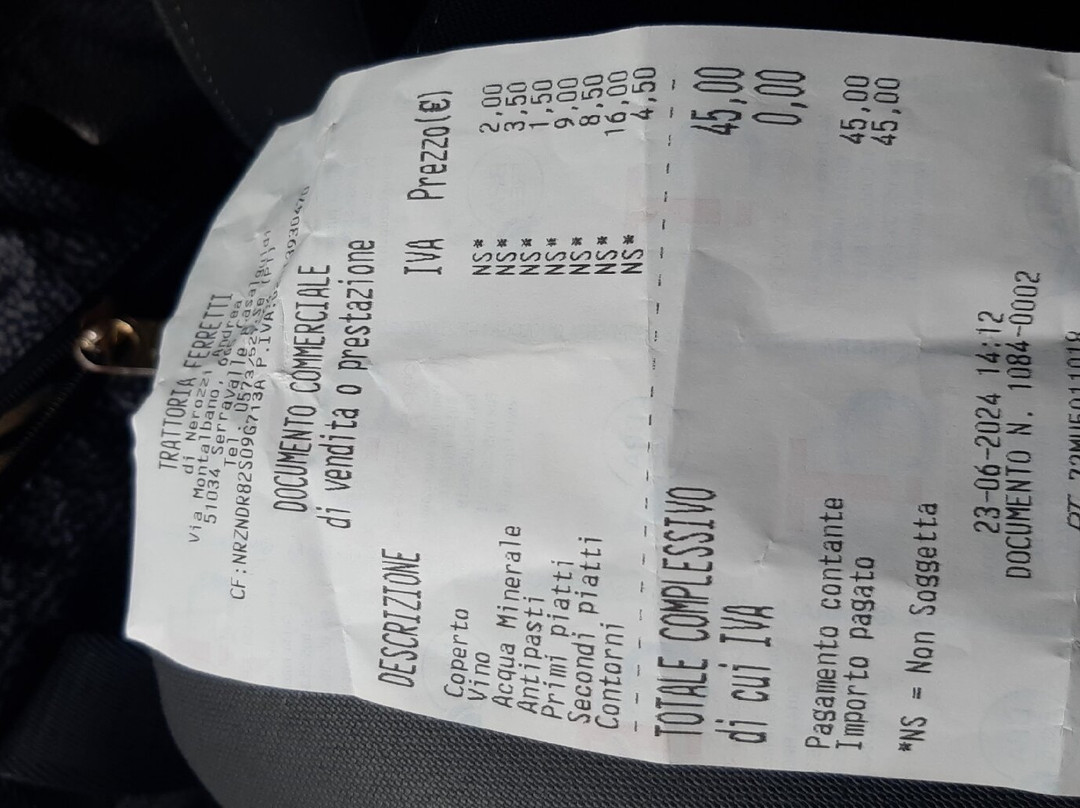 TRATTORIA FERRETTI
di Nerozzi Andrea
Via Montalbano,
51034 Serravalle
Tel. 0573/
CF:NRZNDR82S09G713A P.IVA:
DOCUMENTO COMMERCIALE
di vendita o prestazione
DESCRIZIONE IVA Prezzo(€)
Coperto NS* 2,00
Vino NS* 3,50
Acqua Minerale NS* 1,50
Antipasti NS* 9,00
Primi piatti NS* 8,50
Secondi piatti NS* 16,00
Contorni NS* 4,50
TOTALE COMPLESSIVO 45,00
di cui IVA 0,00
Pagamento contante 45,00
Importo pagato 45,00
*NS = Non Soggetta
23-06-2024 14:12
DOCUMENTO N. 1084-0002